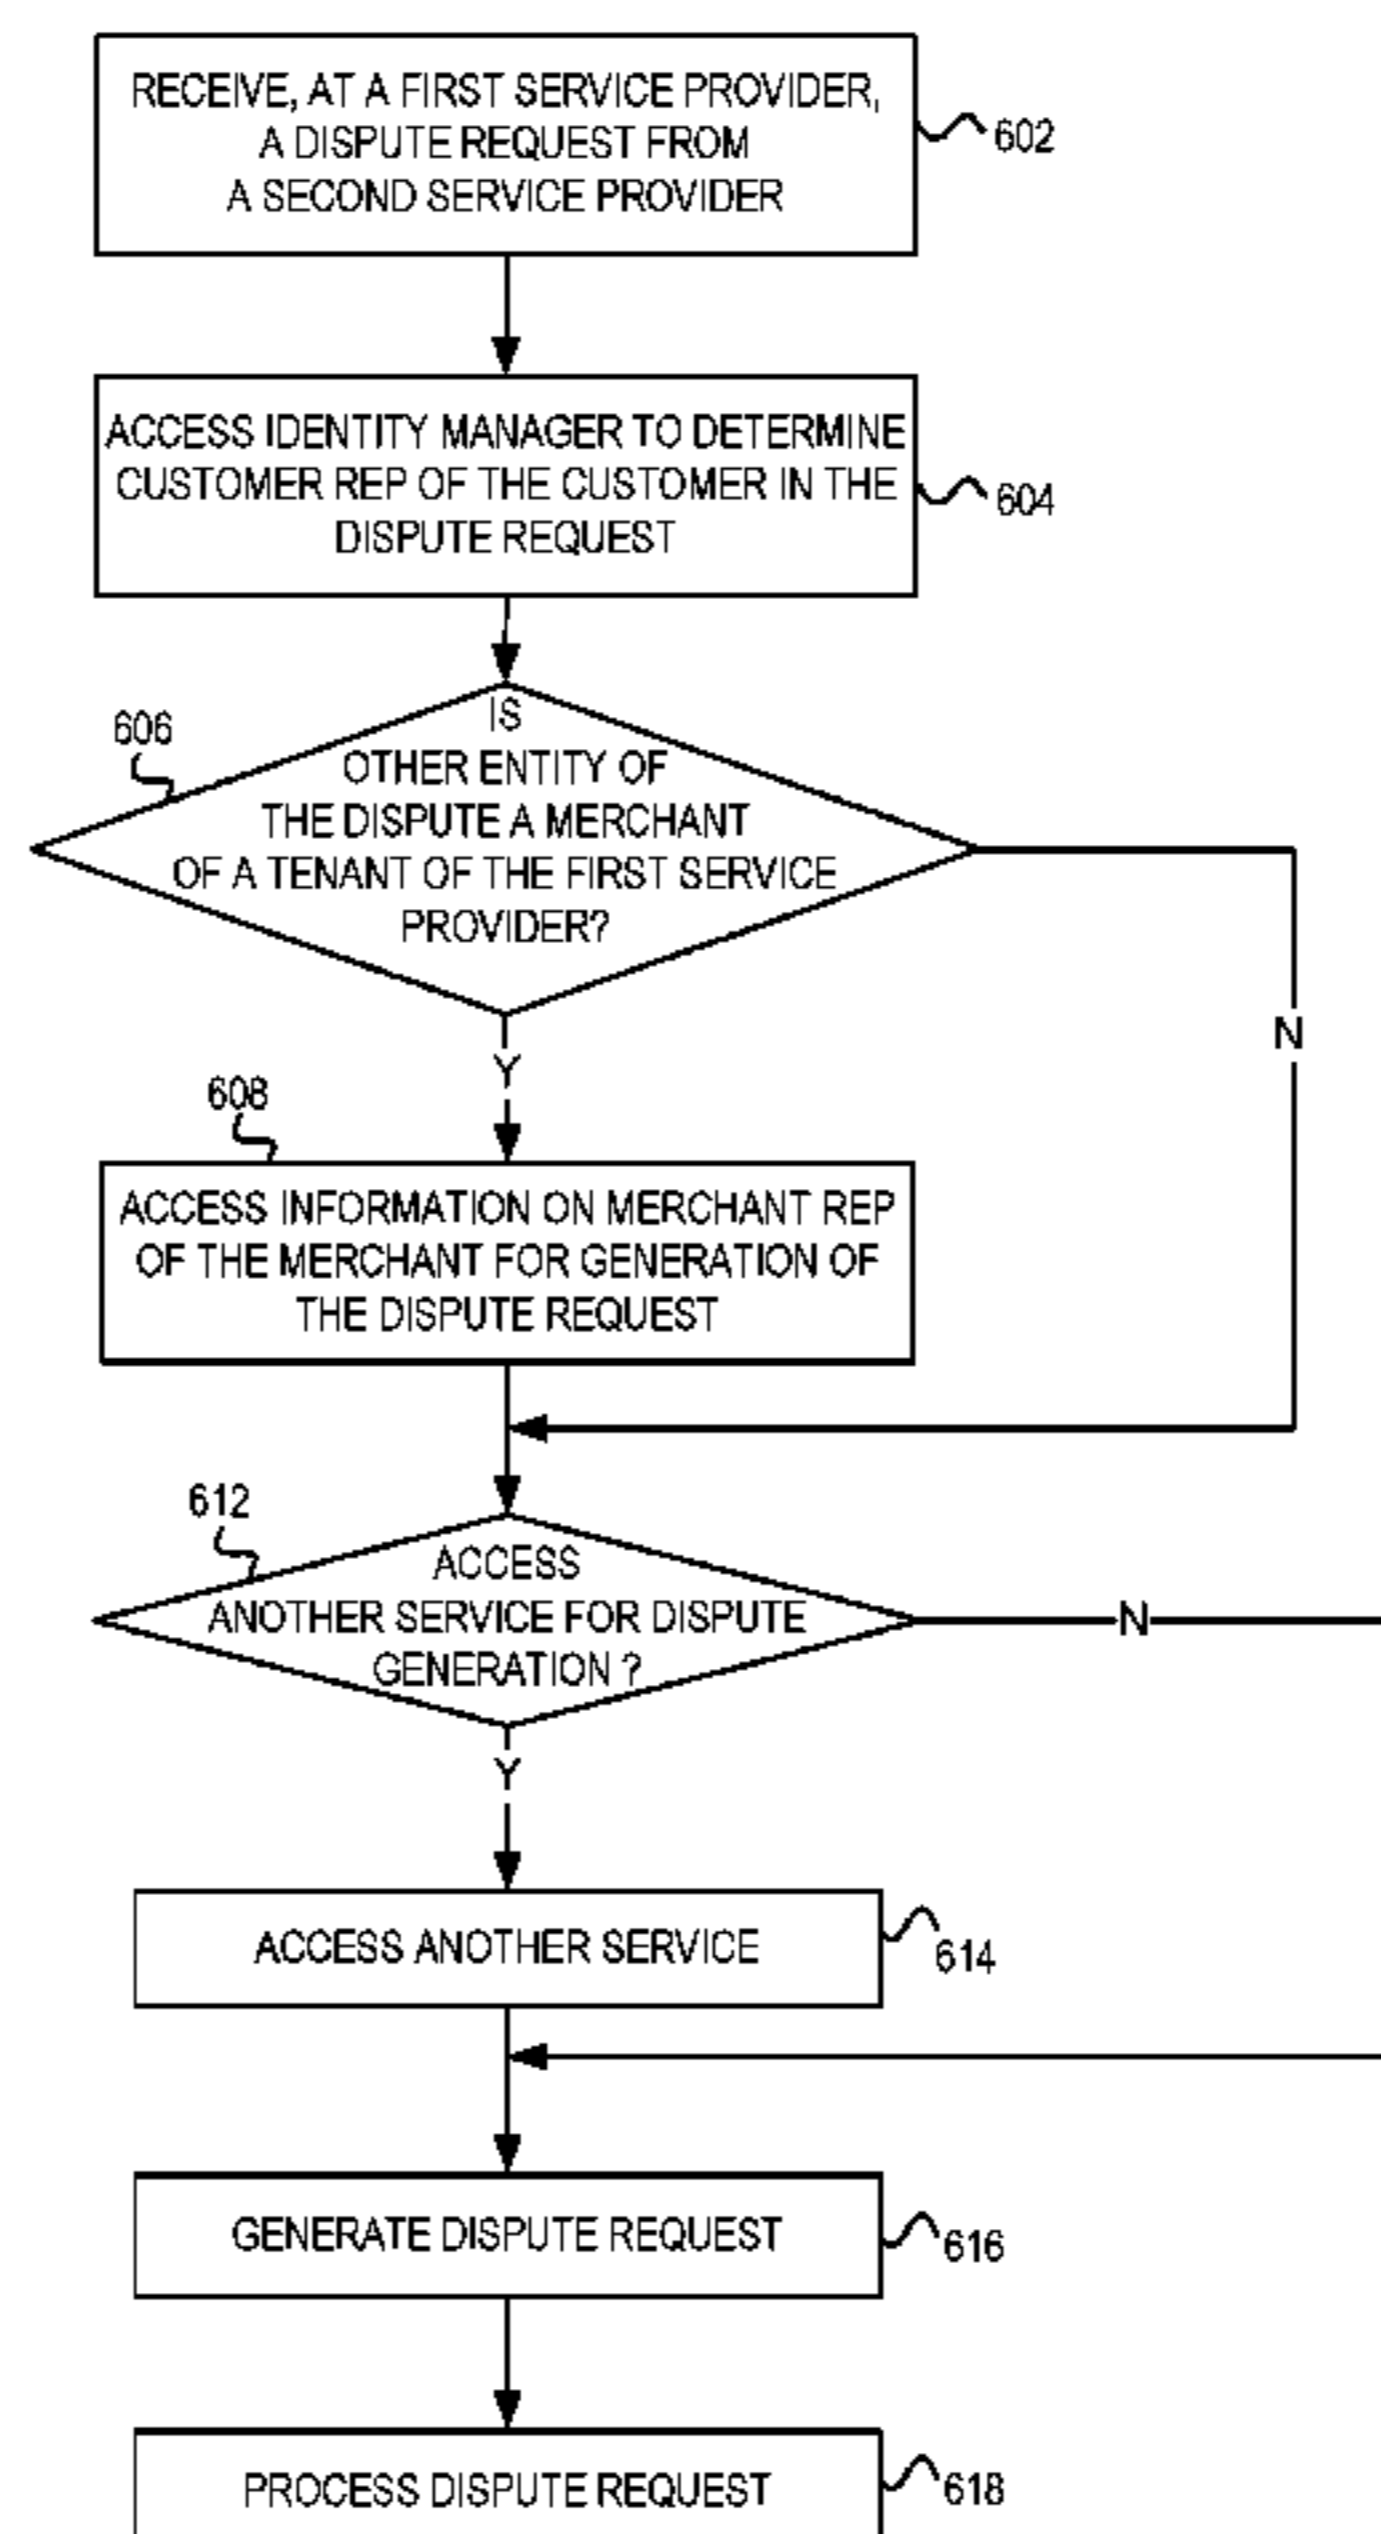 RECEIVE, AT A FIRST SERVICE PROVIDER,
A DISPUTE REQUEST FROM
A SECOND SERVICE PROVIDER
602
ACCESS IDENTITY MANAGER TO DETERMINE
CUSTOMER REP OF THE CUSTOMER IN THE
DISPUTE REQUEST
604
606
IS
OTHER ENTITY OF
THE DISPUTE A MERCHANT
OF A TENANT OF THE FIRST SERVICE
PROVIDER?
N
Y
608
ACCESS INFORMATION ON MERCHANT REP
OF THE MERCHANT FOR GENERATION OF
THE DISPUTE REQUEST
612
ACCESS
ANOTHER SERVICE FOR DISPUTE
GENERATION ?
N
Y
ACCESS ANOTHER SERVICE
614
GENERATE DISPUTE REQUEST
616
PROCESS DISPUTE REQUEST
618